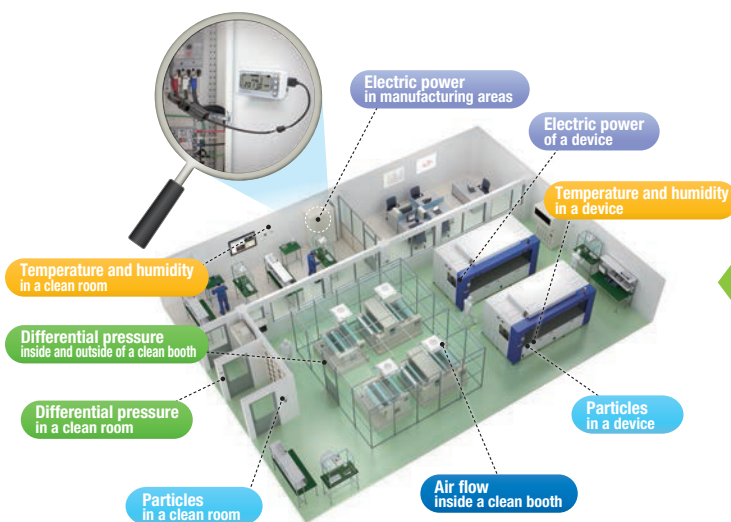 Electric power
in manufacturing areas
Electric power
of a device
Temperature and humidity
in a device
Temperature and humidity
in a clean room
Differential pressure
inside and outside of a clean booth
Differential pressure
in a clean room
Particles
in a device
Air flow
inside a clean booth
Particles
in a clean room